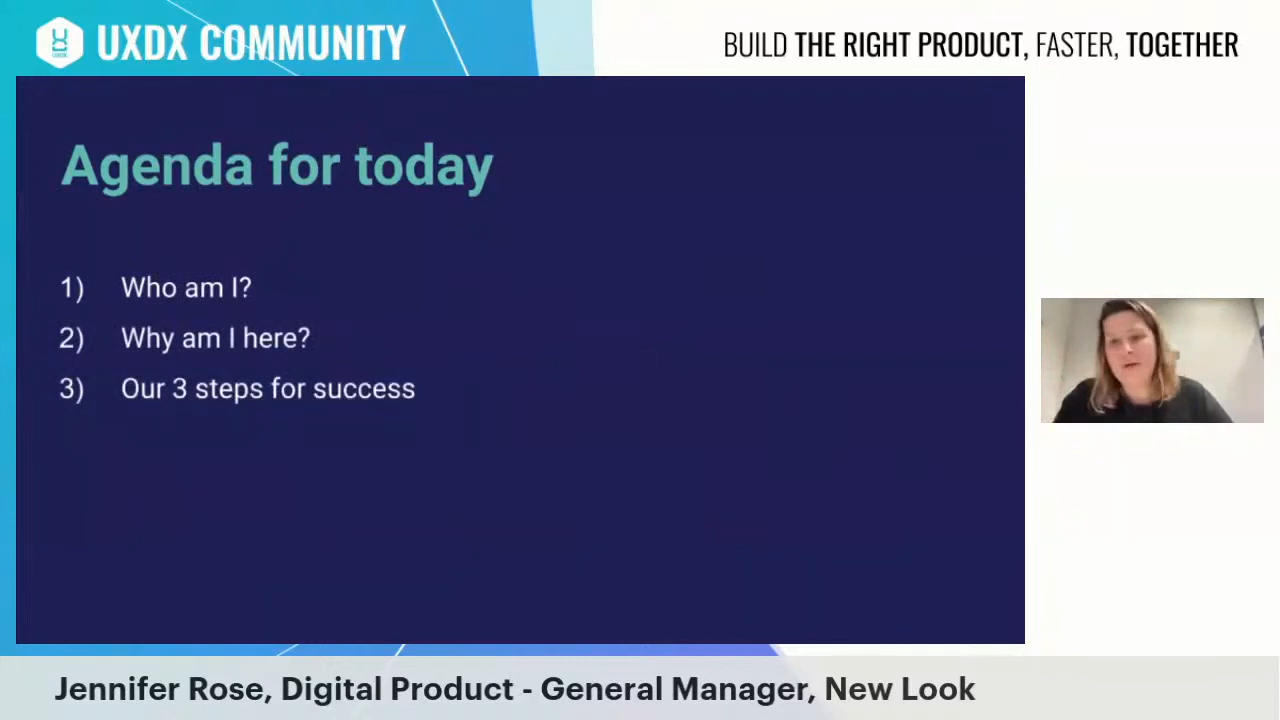 UXDX COMMUNITY
BUILD THE RIGHT PRODUCT, FASTER, TOGETHER
Agenda for today
1) Who am I?
2) Why am I here?
3) Our 3 steps for success
Jennifer Rose, Digital Product - General Manager, New Look